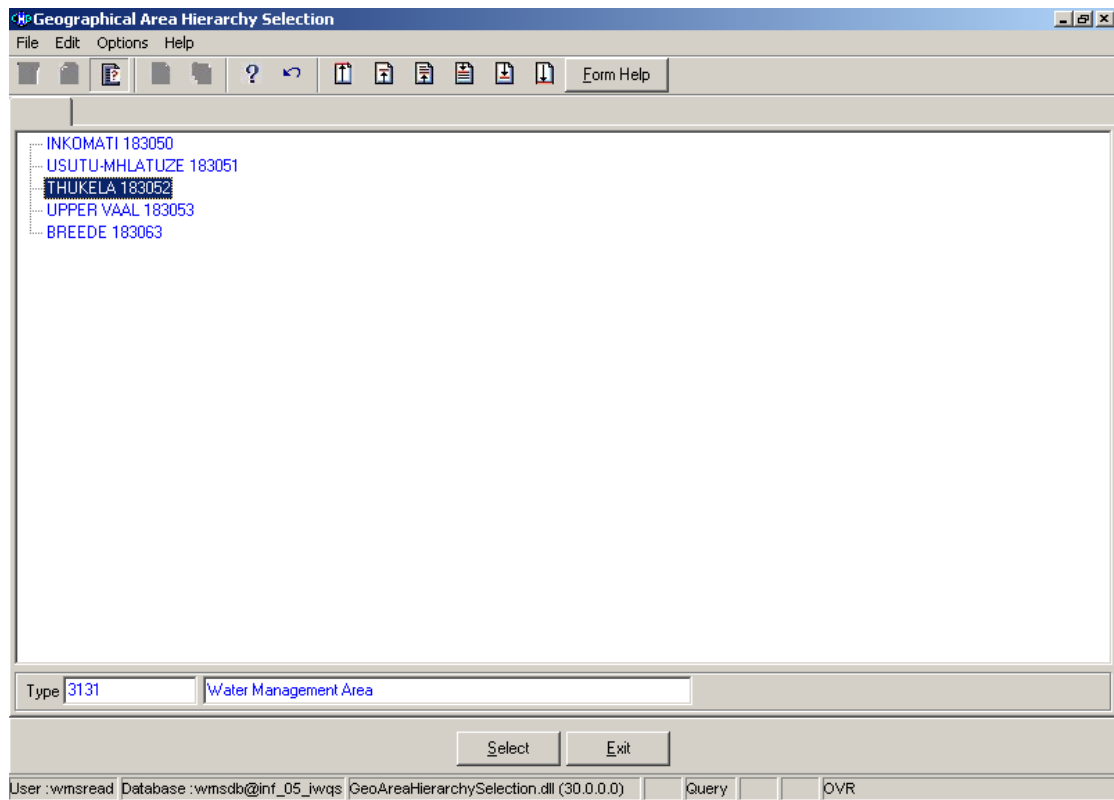 Geographical Area Hierarchy Selection
File Edit Options Help
Form Help
INKOMATI 183050
USUTU-MHLATUZE 183051
THUKELA 183052
UPPER VAAL 183053
BREEDE 183063
Type 3131 Water Management Area
Select Exit
User :wmsread Database :wmsdb@inf_05_iwqs GeoAreaHierarchySelection.dll (30.0.0.0) Query OVR